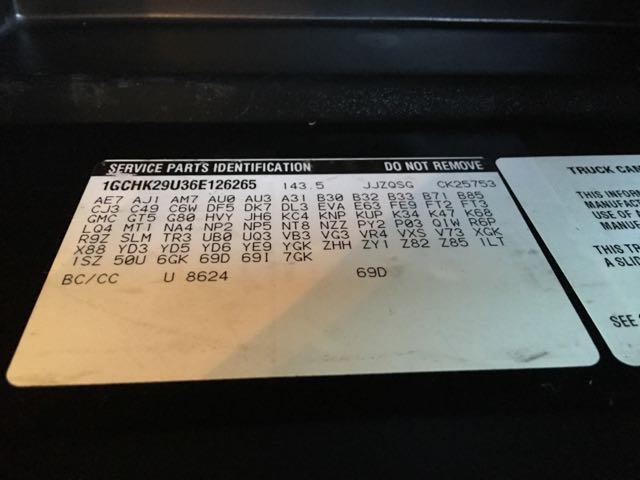 SERVICE PARTS IDENTIFICATION DO NOT REMOVE
1GCHK29U36E126265 143.5 JJZQSG CK25753
AE7 AJ1 AM7 AU0 AU3 A31 B30 B32 B33 B71 B85
CJ3 C49 C6W DF5 DK7 DL3 EVA E63 FE9 FT2 F13
GMC GT5 G80 HVY JH6 KC4 KNP KUP K34 K47 K68
LQ4 MT1 NA4 NP2 NP5 NT8 NZZ PY2 P03 QIW R6P
R9Z SLM TR3 UB0 UQ3 VB3 VG3 VR4 VXS V73 XGK
X88 YD3 YD5 YD6 YE9 YGK ZHH ZY1 Z82 Z85 1LT
1SZ 50U 6GK 69D 69I 7GK
BC/CC U 8624 69D
TRUCK CA
THIS INFOR
MANUFACT
USE OF
MANUFAC
THIS TR
A SLID
SEE